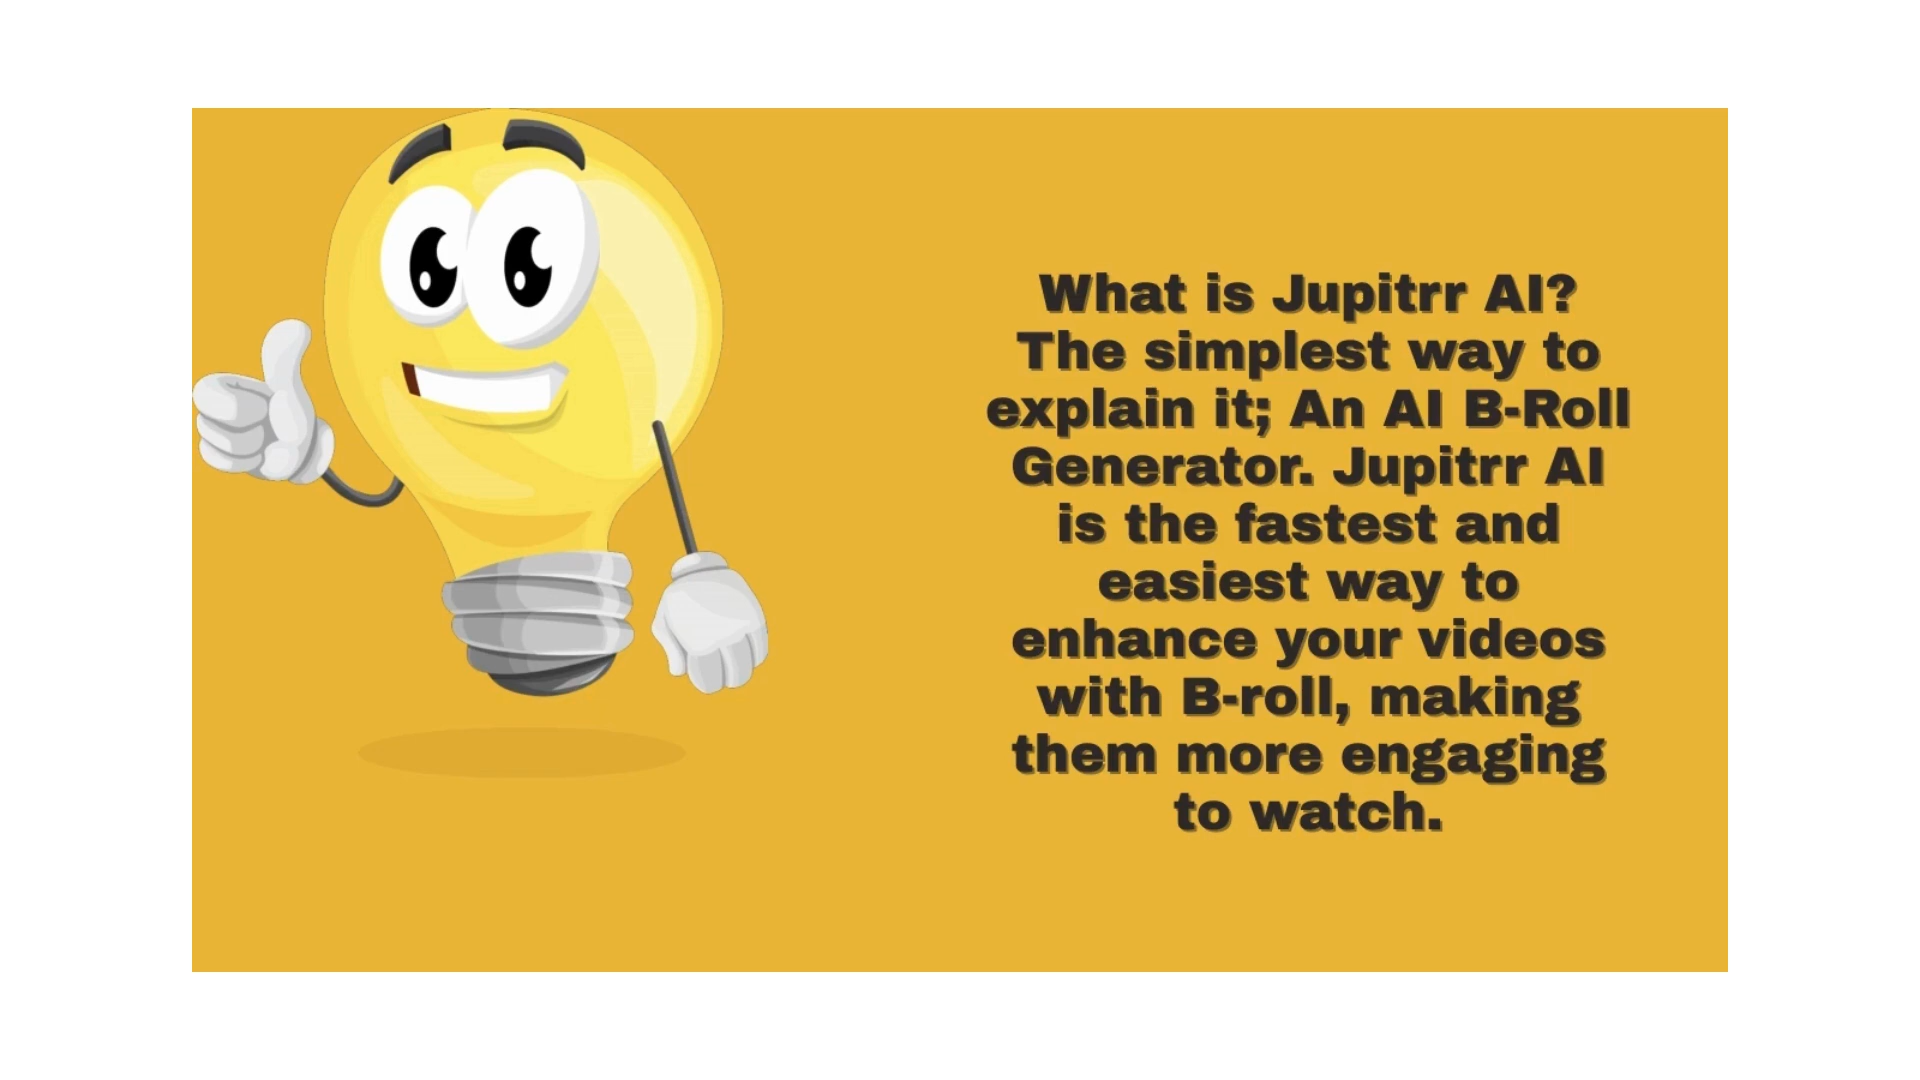 What is Jupitrr AI?
The simplest way to
explain it; An AI B-Roll
Generator. Jupitrr AI
is the fastest and
easiest way to
enhance your videos
with B-roll, making
them more engaging
to watch.